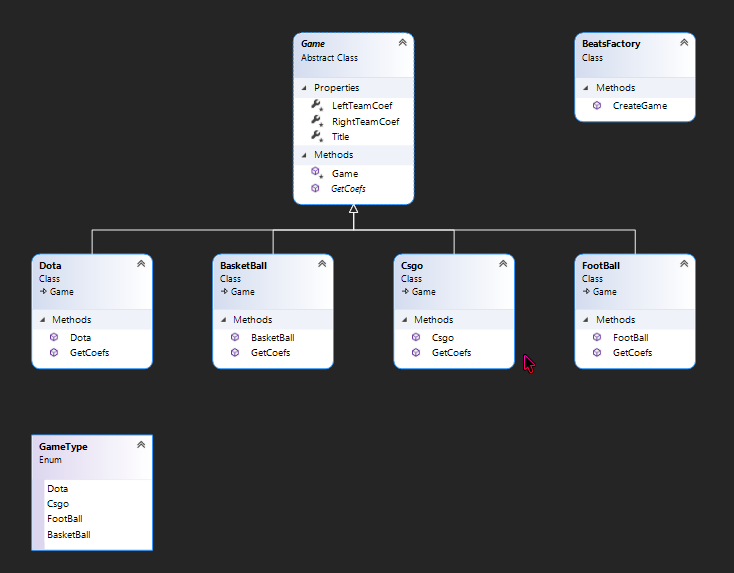 Game
Abstract Class
Properties
LeftTeamCoef
RightTeamCoef
Title
Methods
Game
GetCoefs
BeatsFactory
Class
Methods
CreateGame
Dota
Class
Game
Methods
Dota
GetCoefs
BasketBall
Class
Game
Methods
BasketBall
GetCoefs
Csgo
Class
Game
Methods
Csgo
GetCoefs
FootBall
Class
Game
Methods
FootBall
GetCoefs
GameType
Enum
Dota
Csgo
FootBall
BasketBall